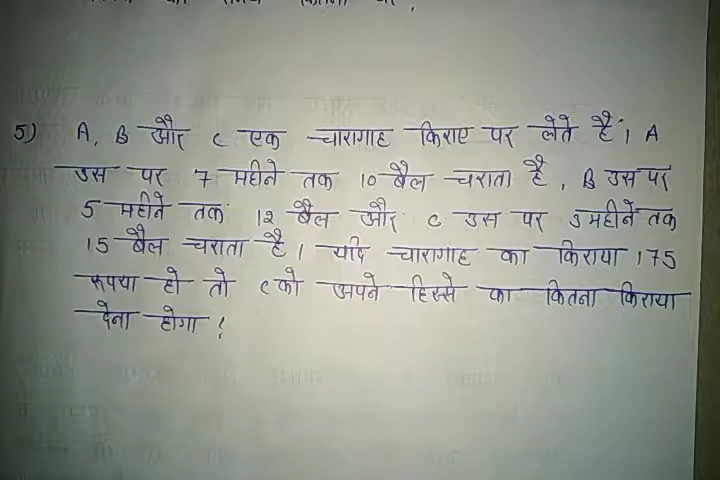 5) A, B और C एक चारागाह किराए पर लेते हैं। A
उस पर 7 महीने तक 10 बैल चराता है, B उस पर
5 महीने तक 12 बैल और C उस पर 3 महीने तक
15 बैल चराता है। यदि चारागाह का किराया 175
रूपया हो तो C को अपने हिस्से का कितना किराया
देना होगा ?